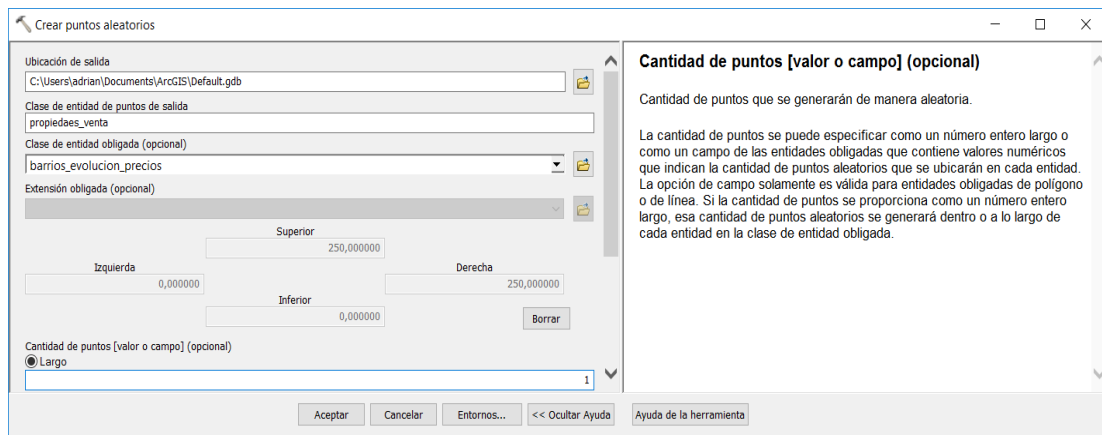 Crear puntos aleatorios
Ubicación de salida
C:\Users\adrian\Documents\ArcGIS\Default.gdb
Clase de entidad de puntos de salida
propiedaes_venta
Clase de entidad obligada (opcional)
barrios_evolucion_precios
Extensión obligada (opcional)
Superior
250,000000
Izquierda
Derecha
0,000000
250,000000
Inferior
0,000000
Borrar
Cantidad de puntos [valor o campo] (opcional)
Largo
1
Cantidad de puntos [valor o campo] (opcional)
Cantidad de puntos que se generarán de manera aleatoria.
La cantidad de puntos se puede especificar como un número entero largo o
como un campo de las entidades obligadas que contiene valores numéricos
que indican la cantidad de puntos aleatorios que se ubicarán en cada entidad.
La opción de campo solamente es válida para entidades obligadas de polígono
o de línea. Si la cantidad de puntos se proporciona como un número entero
largo, esa cantidad de puntos aleatorios se generará dentro o a lo largo de
cada entidad en la clase de entidad obligada.
Aceptar
Cancelar
Entornos...
<< Ocultar Ayuda
Ayuda de la herramienta